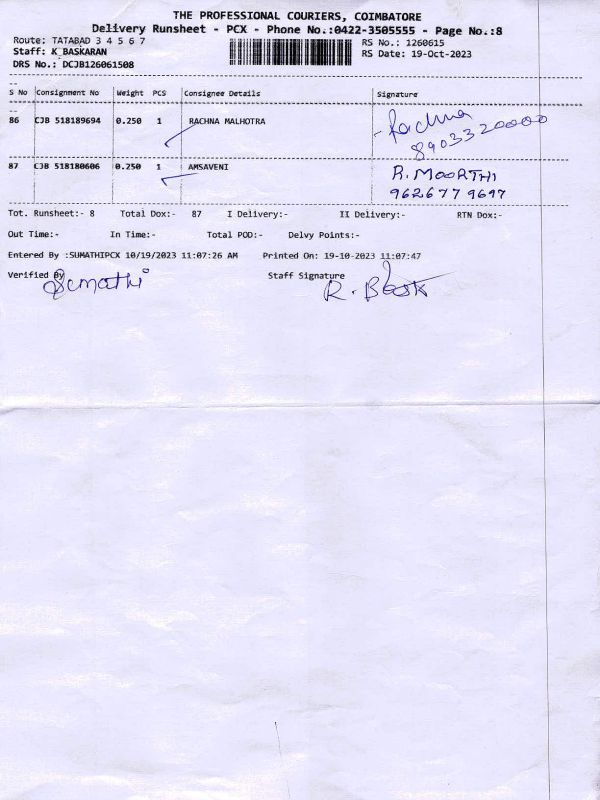 THE PROFESSIONAL COURIERS, COIMBATORE
Delivery Runsheet - PCX - Phone No.:0422-3505555 - Page No.:8
Route: TATABAD 3 4 5 6 7 RS No.: 1260615
Staff: K BASKARAN RS Date: 19-Oct-2023
DRS No.: DCJB126061508
S No Consignment No Weight PCS Consignee Details Signature
86 CJB 518189694 0.250 1 RACHNA MALHOTRA Rachna
8903320000
87 CJB 518180606 0.250 1 AMSAVENI R. MOORTHI
9626779697
Tot. Runsheet:- 8 Total Dox:- 87 I Delivery:- II Delivery:- RTN Dox:-
Out Time:- In Time:- Total POD:- Delvy Points:-
Entered By :SUMATHIPCX 10/19/2023 11:07:26 AM Printed On: 19-10-2023 11:07:47
Verified By Staff Signature
Sumathi R. Bask